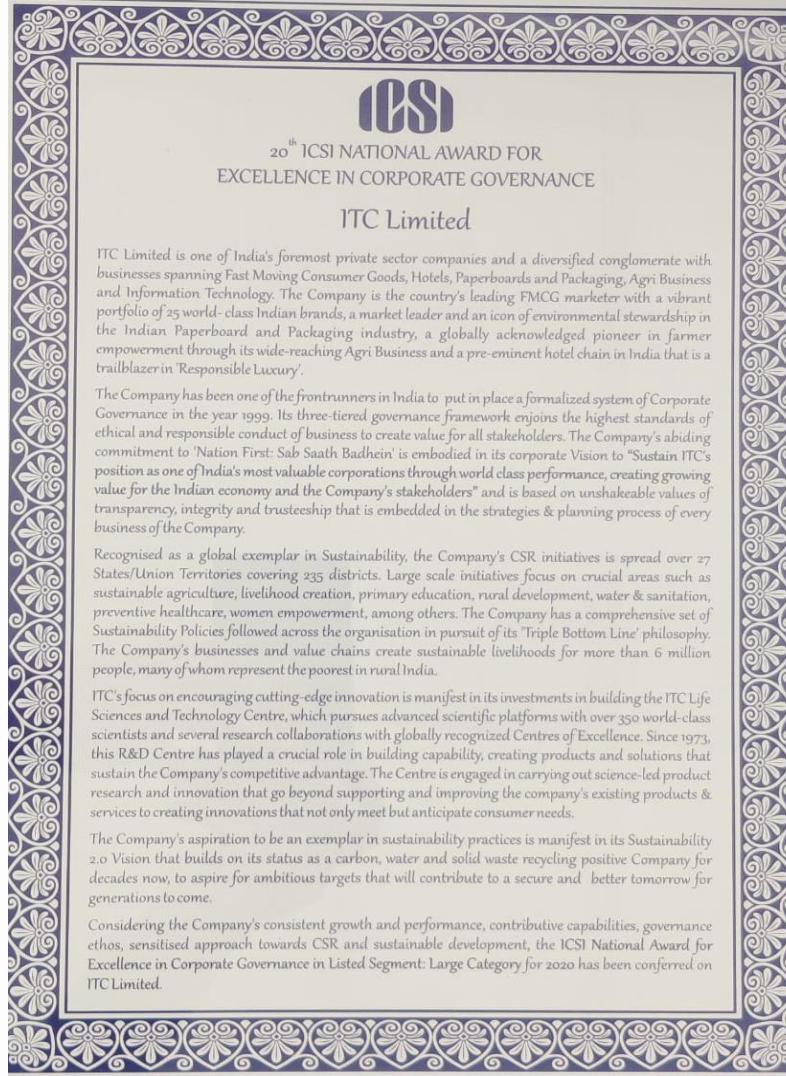 ICSI
20th ICSI NATIONAL AWARD FOR
EXCELLENCE IN CORPORATE GOVERNANCE
ITC Limited
ITC Limited is one of India's foremost private sector companies and a diversified conglomerate with
businesses spanning Fast Moving Consumer Goods, Hotels, Paperboards and Packaging, Agri Business
and Information Technology. The Company is the country's leading FMCG marketer with a vibrant
portfolio of 25 world- class Indian brands, a market leader and an icon of environmental stewardship in
the Indian Paperboard and Packaging industry, a globally acknowledged pioneer in farmer
empowerment through its wide-reaching Agri Business and a pre-eminent hotel chain in India that is a
trailblazer in 'Responsible Luxury'.
The Company has been one of the frontrunners in India to put in place a formalized system of Corporate
Governance in the year 1999. Its three-tiered governance framework enjoins the highest standards of
ethical and responsible conduct of business to create value for all stakeholders. The Company's abiding
commitment to 'Nation First: Sab Saath Badhein' is embodied in its corporate Vision to "Sustain ITC's
position as one of India's most valuable corporations through world class performance, creating growing
value for the Indian economy and the Company's stakeholders" and is based on unshakeable values of
transparency, integrity and trusteeship that is embedded in the strategies & planning process of every
business of the Company.
Recognised as a global exemplar in Sustainability, the Company's CSR initiatives is spread over 27
States/Union Territories covering 235 districts. Large scale initiatives focus on crucial areas such as
sustainable agriculture, livelihood creation, primary education, rural development, water & sanitation,
preventive healthcare, women empowerment, among others. The Company has a comprehensive set of
Sustainability Policies followed across the organisation in pursuit of its 'Triple Bottom Line' philosophy.
The Company's businesses and value chains create sustainable livelihoods for more than 6 million
people, many of whom represent the poorest in rural India.
ITC's focus on encouraging cutting-edge innovation is manifest in its investments in building the ITC Life
Sciences and Technology Centre, which pursues advanced scientific platforms with over 350 world-class
scientists and several research collaborations with globally recognized Centres of Excellence. Since 1973,
this R&D Centre has played a crucial role in building capability, creating products and solutions that
sustain the Company's competitive advantage. The Centre is engaged in carrying out science-led product
research and innovation that go beyond supporting and improving the company's existing products &
services to creating innovations that not only meet but anticipate consumer needs.
The Company's aspiration to be an exemplar in sustainability practices is manifest in its Sustainability
2.0 Vision that builds on its status as a carbon, water and solid waste recycling positive Company for
decades now, to aspire for ambitious targets that will contribute to a secure and better tomorrow for
generations to come.
Considering the Company's consistent growth and performance, contributive capabilities, governance
ethos, sensitised approach towards CSR and sustainable development, the ICSI National Award for
Excellence in Corporate Governance in Listed Segment: Large Category for 2020 has been conferred on
ITC Limited.